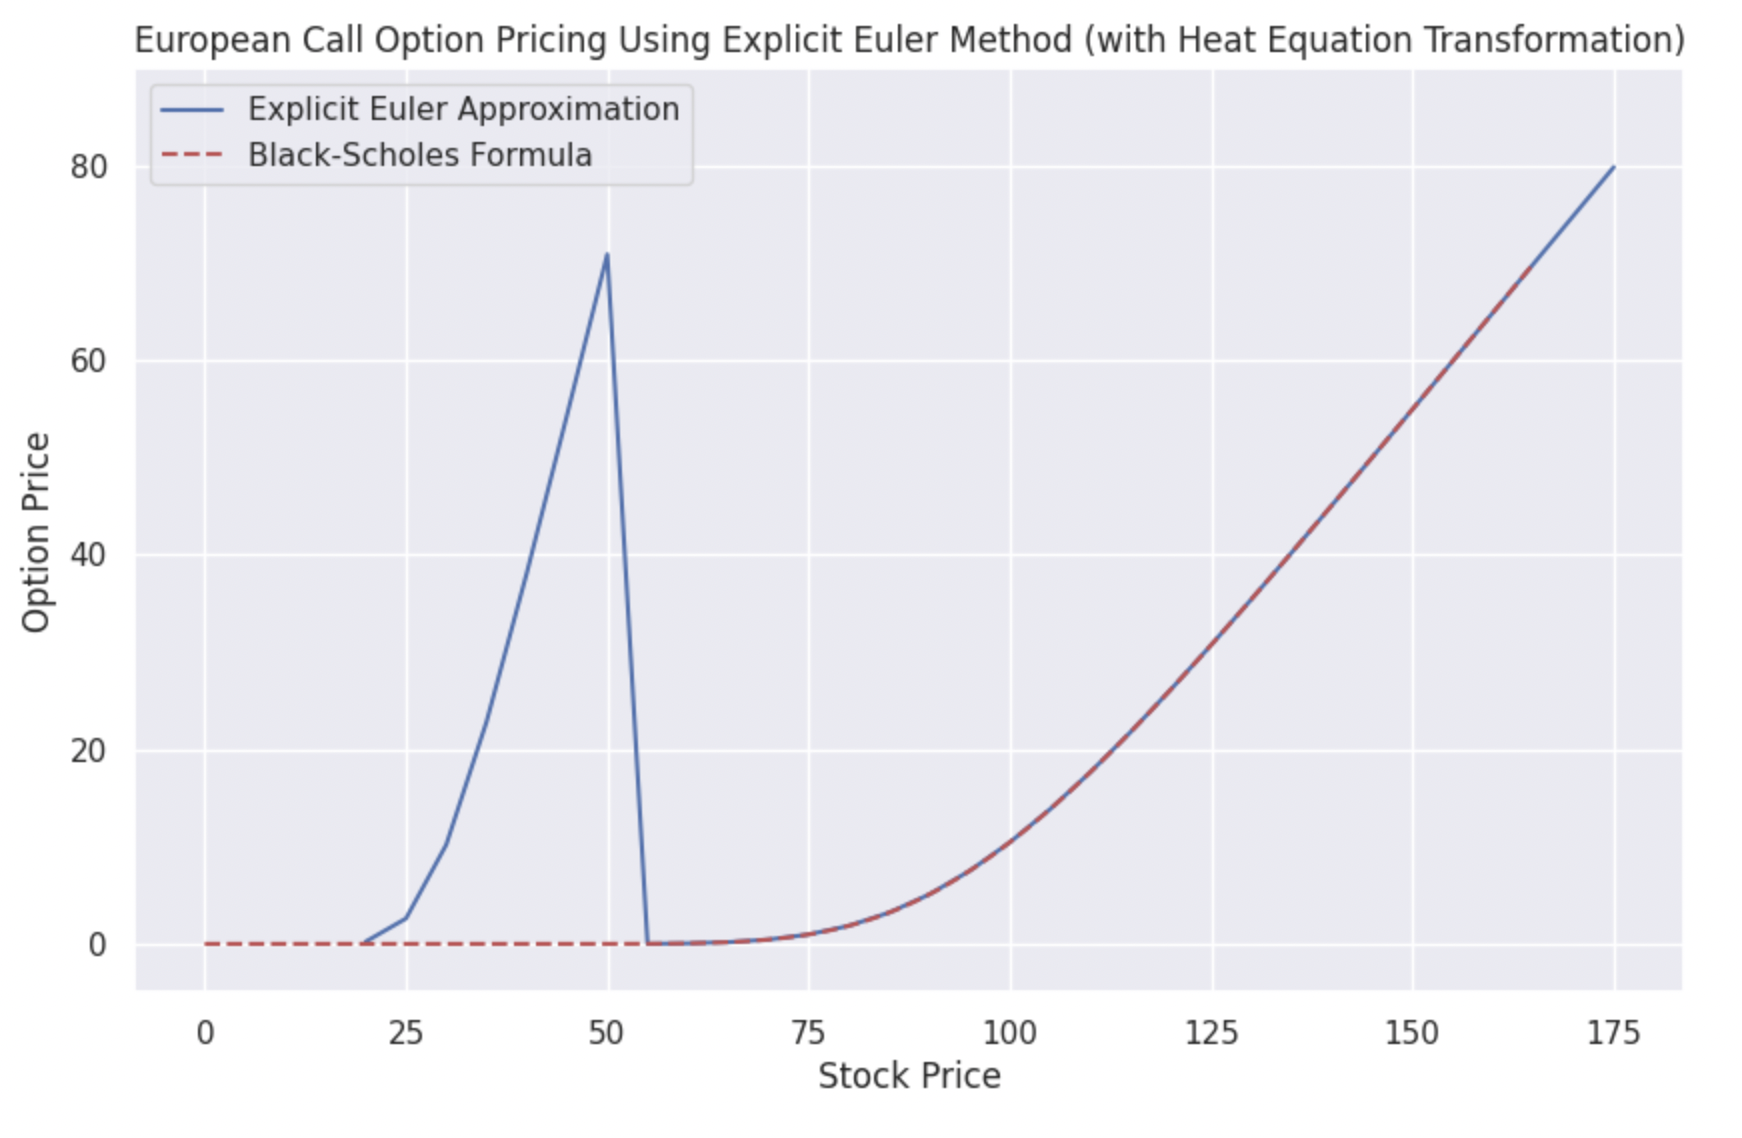 European Call Option Pricing Using Explicit Euler Method (with Heat Equation Transformation)
Explicit Euler Approximation
Black-Scholes Formula
80
60
40
20
0
Option Price
0 25 50 75 100 125 150 175
Stock Price